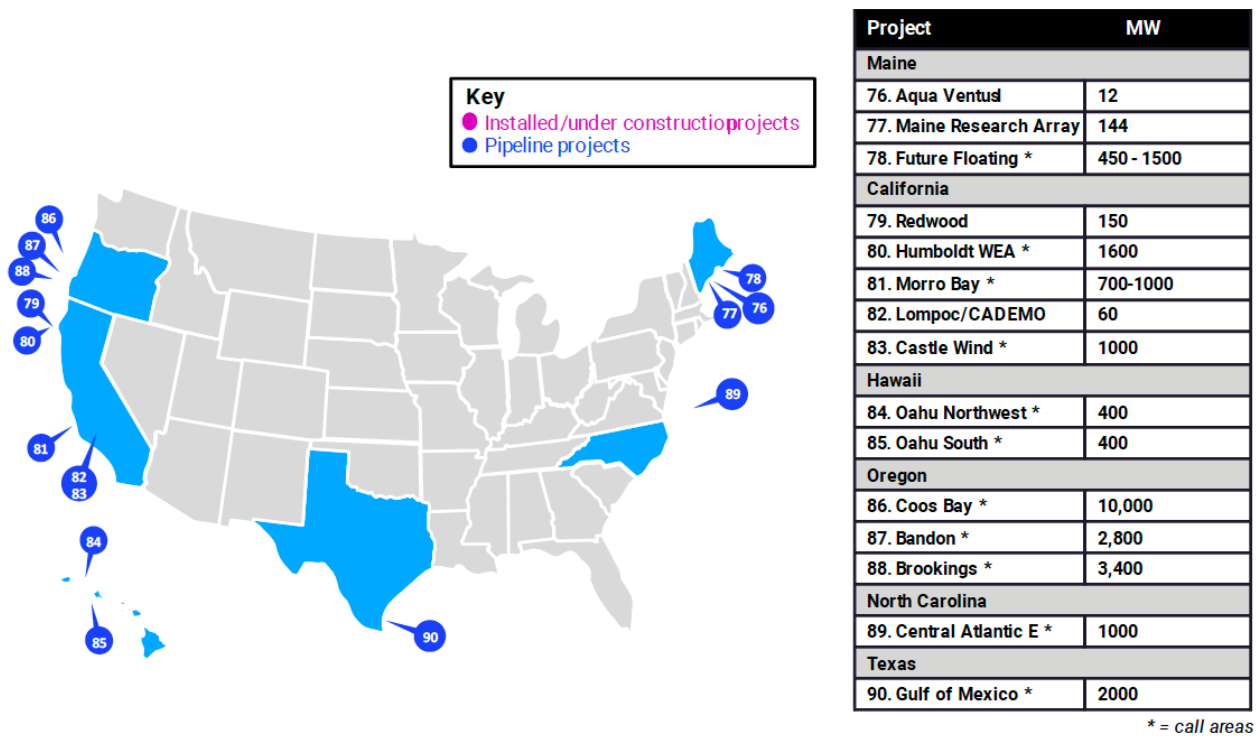 Key
Installed/under constructionprojects
Pipeline projects
86
87
88
79
80
81
82
83
84
85
78
76
77
89
90
Project MW
Maine
76. Aqua VentusI 12
77. Maine Research Array 144
78. Future Floating * 450 - 1500
California
79. Redwood 150
80. Humboldt WEA * 1600
81. Morro Bay * 700-1000
82. Lompoc/CADEMO 60
83. Castle Wind * 1000
Hawaii
84. Oahu Northwest * 400
85. Oahu South * 400
Oregon
86. Coos Bay * 10,000
87. Bandon * 2,800
88. Brookings * 3,400
North Carolina
89. Central Atlantic E * 1000
Texas
90. Gulf of Mexico * 2000
* = call areas